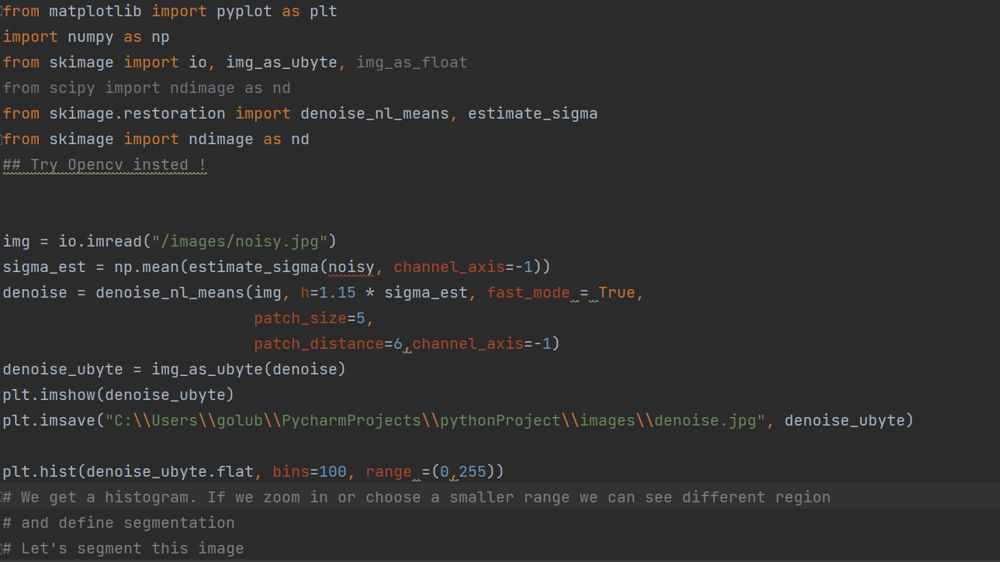 from matplotlib import pyplot as plt
import numpy as np
from skimage import io, img_as_ubyte, img_as_float
from scipy import ndimage as nd
from skimage.restoration import denoise_nl_means, estimate_sigma
from skimage import ndimage as nd
## Try Opencv insted !
img = io.imread("/images/noisy.jpg")
sigma_est = np.mean(estimate_sigma(noisy, channel_axis=-1))
denoise = denoise_nl_means(img, h=1.15 * sigma_est, fast_mode = True,
                           patch_size=5,
                           patch_distance=6,channel_axis=-1)
denoise_ubyte = img_as_ubyte(denoise)
plt.imshow(denoise_ubyte)
plt.imsave("C:\\Users\\golub\\PycharmProjects\\pythonProject\\images\\denoise.jpg", denoise_ubyte)
plt.hist(denoise_ubyte.flat, bins=100, range =(0,255))
# We get a histogram. If we zoom in or choose a smaller range we can see different region
# and define segmentation
# Let's segment this image